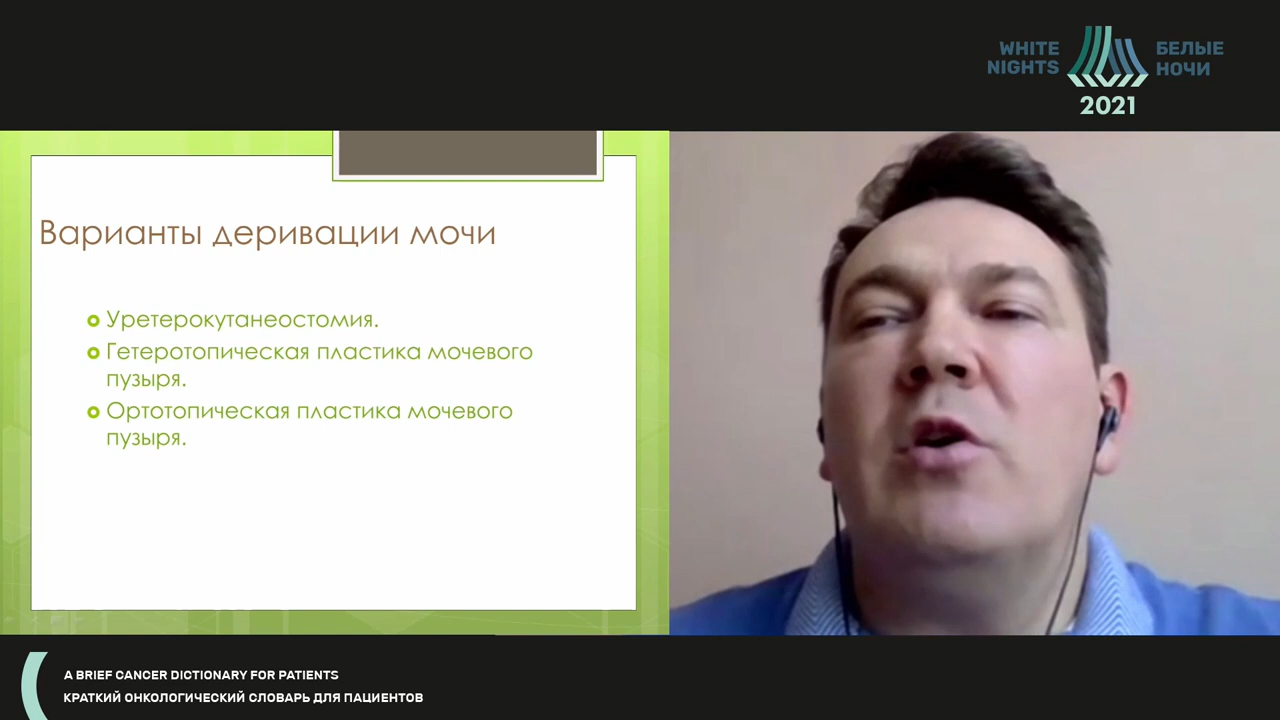 WHITE NIGHTS
БЕЛЫЕ НОЧИ
2021
Варианты деривации мочи
Уретерокутанеостомия.
Гетеротопическая пластика мочевого
пузыря.
Ортотопическая пластика мочевого
пузыря.
A BRIEF CANCER DICTIONARY FOR PATIENTS
КРАТКИЙ ОНКОЛОГИЧЕСКИЙ СЛОВАРЬ ДЛЯ ПАЦИЕНТОВ